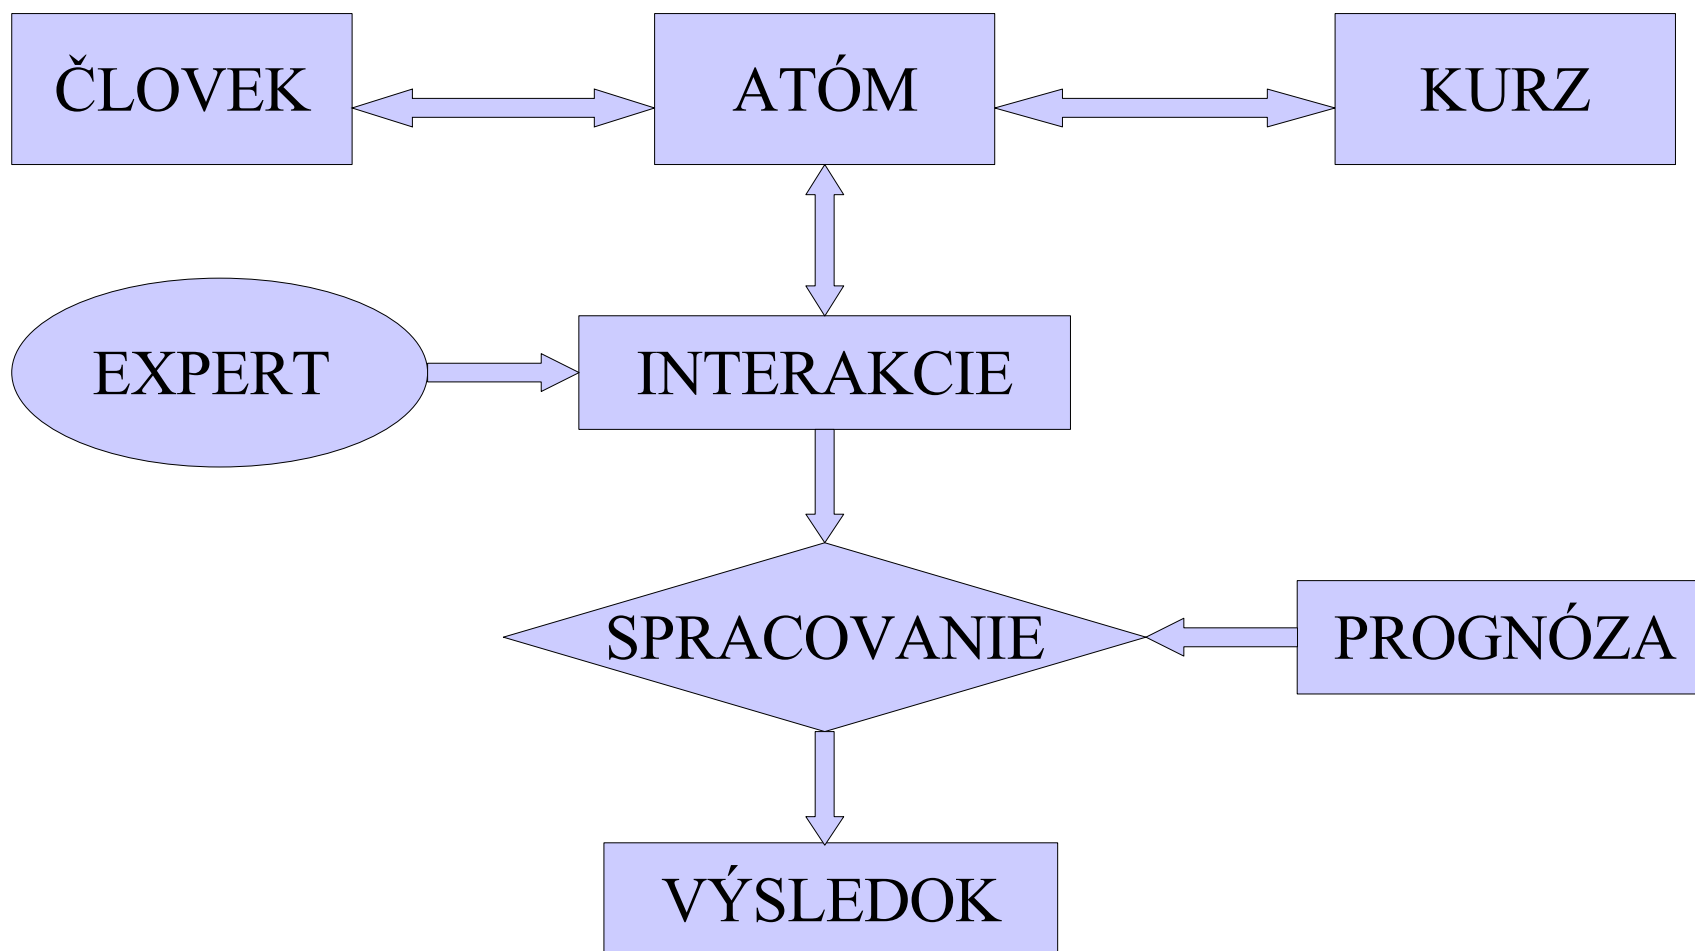 ČLOVEK
ATÓM
KURZ
EXPERT
INTERAKCIE
SPRACOVANIE
PROGNÓZA
VÝSLEDOK